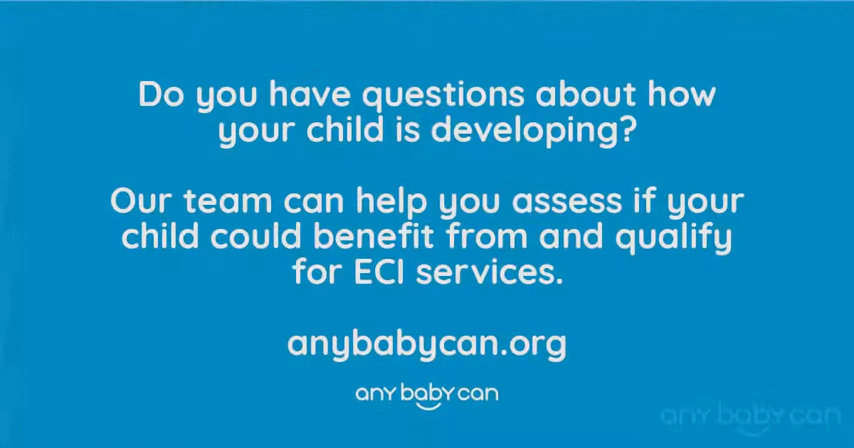 Do you have questions about how
your child is developing?
Our team can help you assess if your
child could benefit from and qualify
for ECI services.
anybabycan.org
any baby can
any baby can